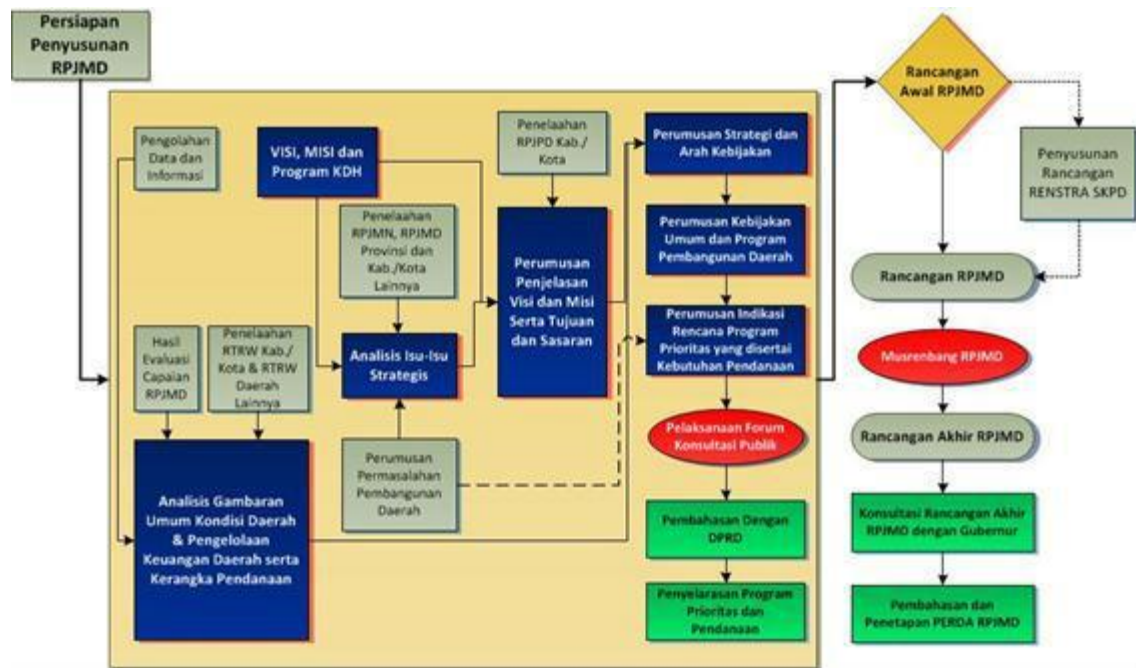 Persiapan
Penyusunan
RPJMD
Pengolahan
Data dan
Informasi
VISI, MISI dan
Program KDH
Penelaahan
RPJPD Kab./
Kota
Penelaahan
RPJMN, RPJMD
Provinsi dan
Kab./Kota
Lainnya
Hasil
Evaluasi
Capaian
RPJMD
Penelaahan
RTRW Kab./
Kota & RTRW
Daerah
Lainnya
Analisis Isu-Isu
Strategis
Perumusan
Permasalahan
Pembangunan
Daerah
Analisis Gambaran
Umum Kondisi Daerah
& Pengelolaan
Keuangan Daerah serta
Kerangka Pendanaan
Perumusan
Penjelasan
Visi dan Misi
Serta Tujuan
dan Sasaran
Perumusan Strategi dan
Arah Kebijakan
Perumusan Kebijakan
Umum dan Program
Pembangunan Daerah
Perumusan Indikasi
Rencana Program
Prioritas yang disertai
Kebutuhan Pendanaan
Pelaksanaan Forum
Konsultasi Publik
Pembahasan Dengan
DPRD
Penyelarasan Program
Prioritas dan
Pendanaan
Rancangan
Awal RPJMD
Penyusunan
Rancangan
RENSTRA SKPD
Rancangan RPJMD
Musrenbang RPJMD
Rancangan Akhir RPJMD
Konsultasi Rancangan Akhir
RPJMD dengan Gubernur
Pembahasan dan
Penetapan PERDA RPJMD